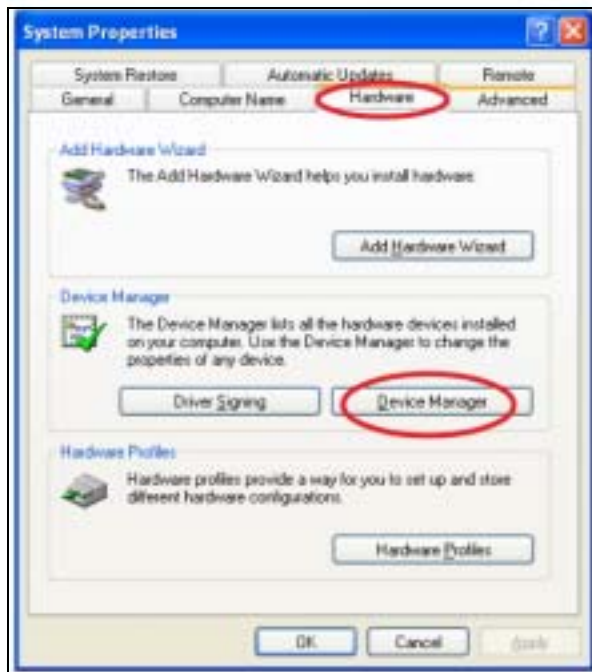 System Properties
System Restore Automatic Updates Remote
General Computer Name Hardware Advanced
Add Hardware Wizard
The Add Hardware Wizard helps you install hardware.
Add Hardware Wizard
Device Manager
The Device Manager lists all the hardware devices installed
on your computer. Use the Device Manager to change the
properties of any device.
Driver Signing Device Manager
Hardware Profiles
Hardware profiles provide a way for you to set up and store
different hardware configurations.
Hardware Profiles
OK Cancel Apply